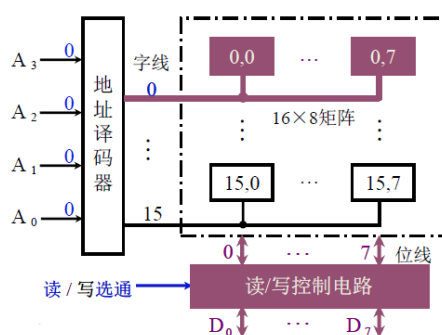 A3 0
A2 0
A1 0
A0 0
地址译码器
字线
0
⋮
15
0,0 … 0,7
16×8矩阵
⋮ ⋮
15,0 … 15,7
0 … 7 位线
读/写选通
读/写控制电路
D0 … D7